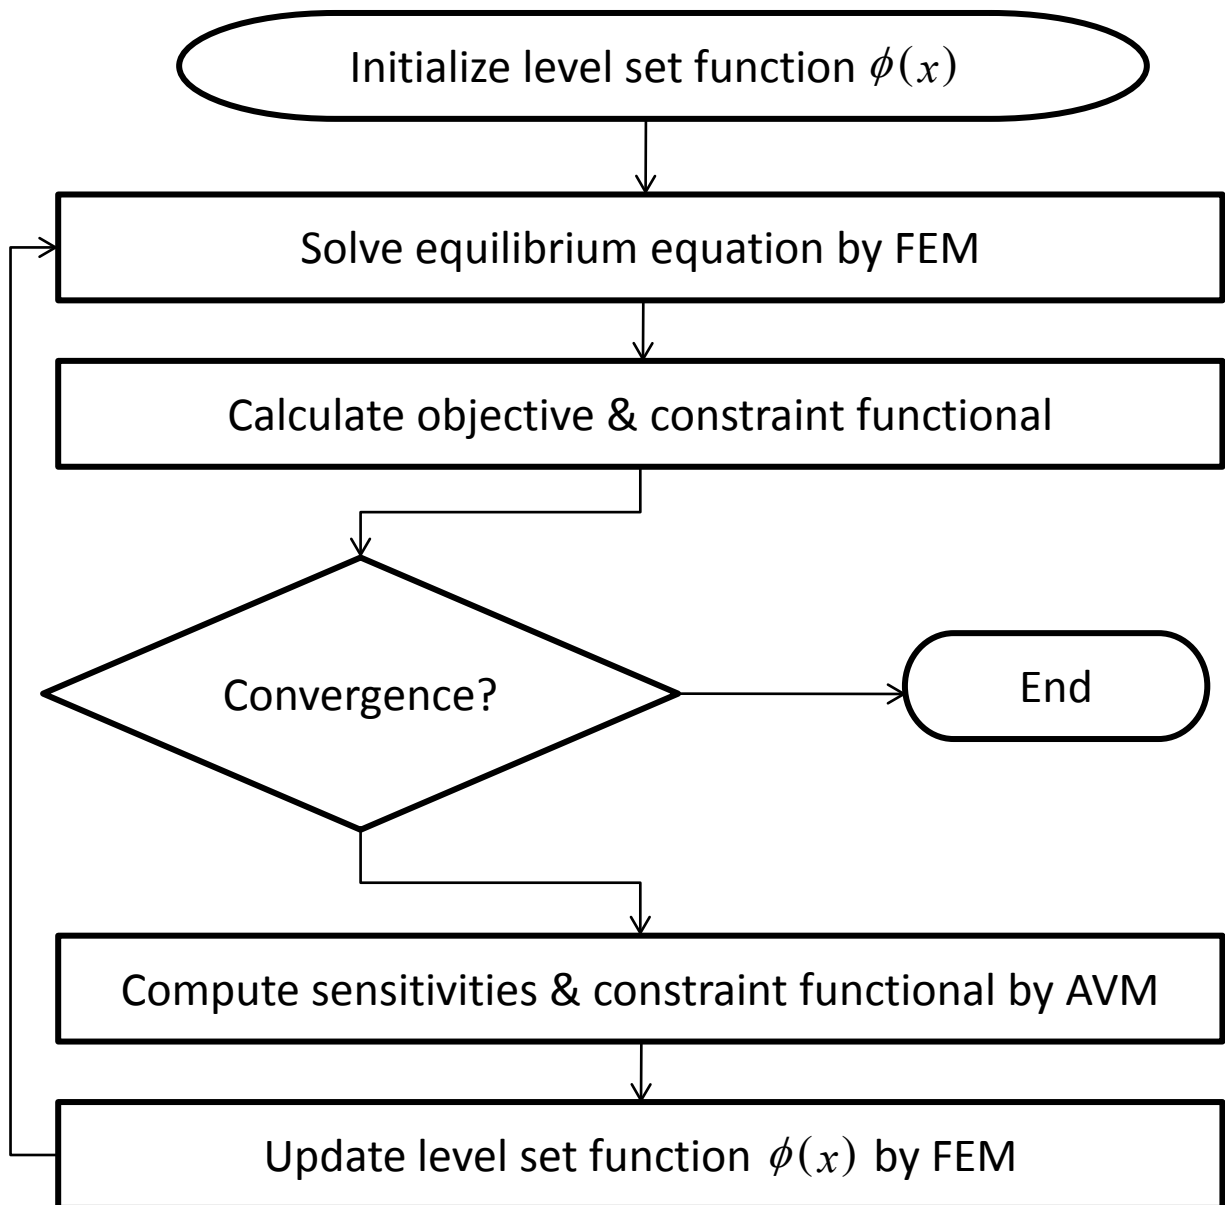 Initialize level set function ϕ(x)
Solve equilibrium equation by FEM
Calculate objective & constraint functional
Convergence?
End
Compute sensitivities & constraint functional by AVM
Update level set function ϕ(x) by FEM